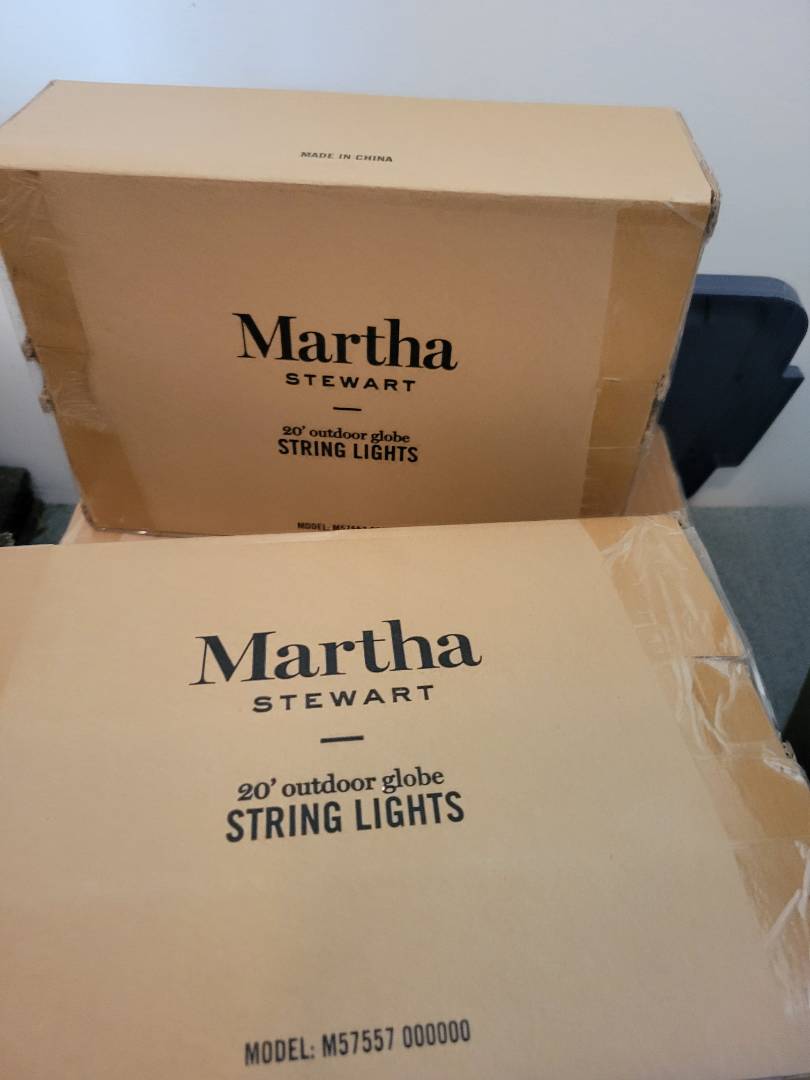 MADE IN CHINA
Martha
STEWART
20' outdoor globe
STRING LIGHTS
MODEL:
Martha
STEWART
20' outdoor globe
STRING LIGHTS
MODEL: M57557 000000